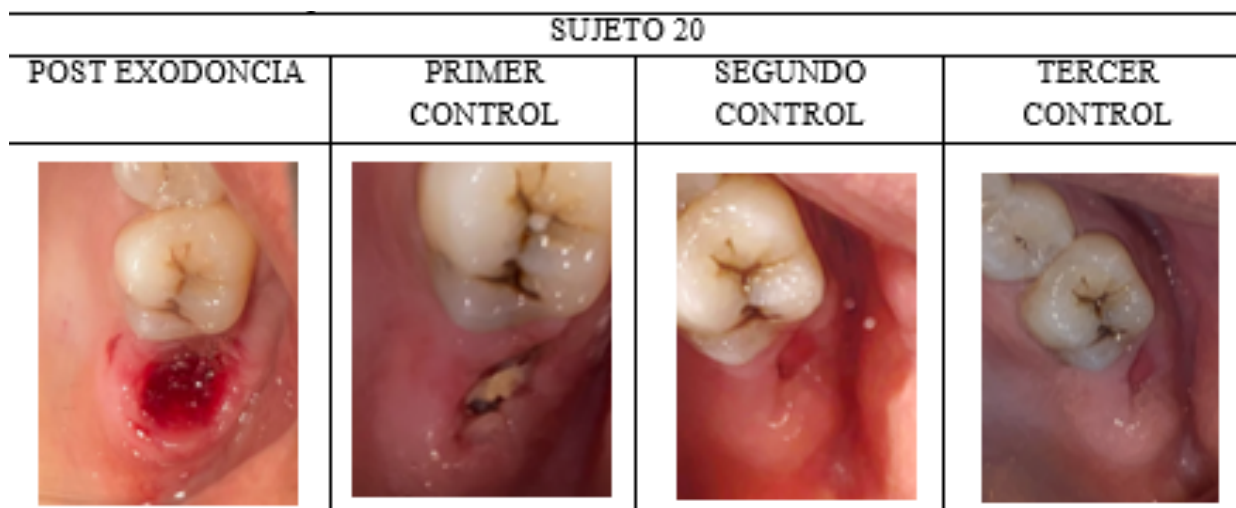 SUJETO 20
POST EXODONCIA
PRIMER
CONTROL
SEGUNDO
CONTROL
TERCER
CONTROL